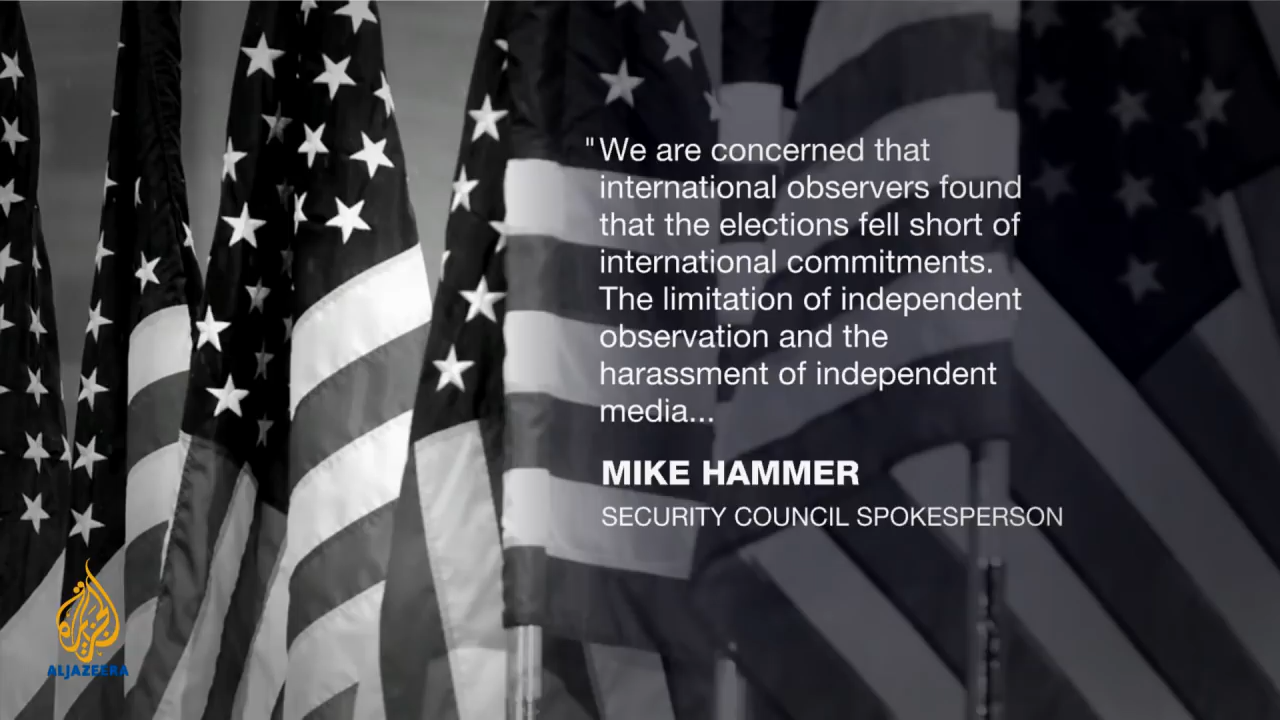 "We are concerned that
international observers found
that the elections fell short of
international commitments.
The limitation of independent
observation and the
harassment of independent
media...
MIKE HAMMER
SECURITY COUNCIL SPOKESPERSON
الجزيرة
ALJAZEERA